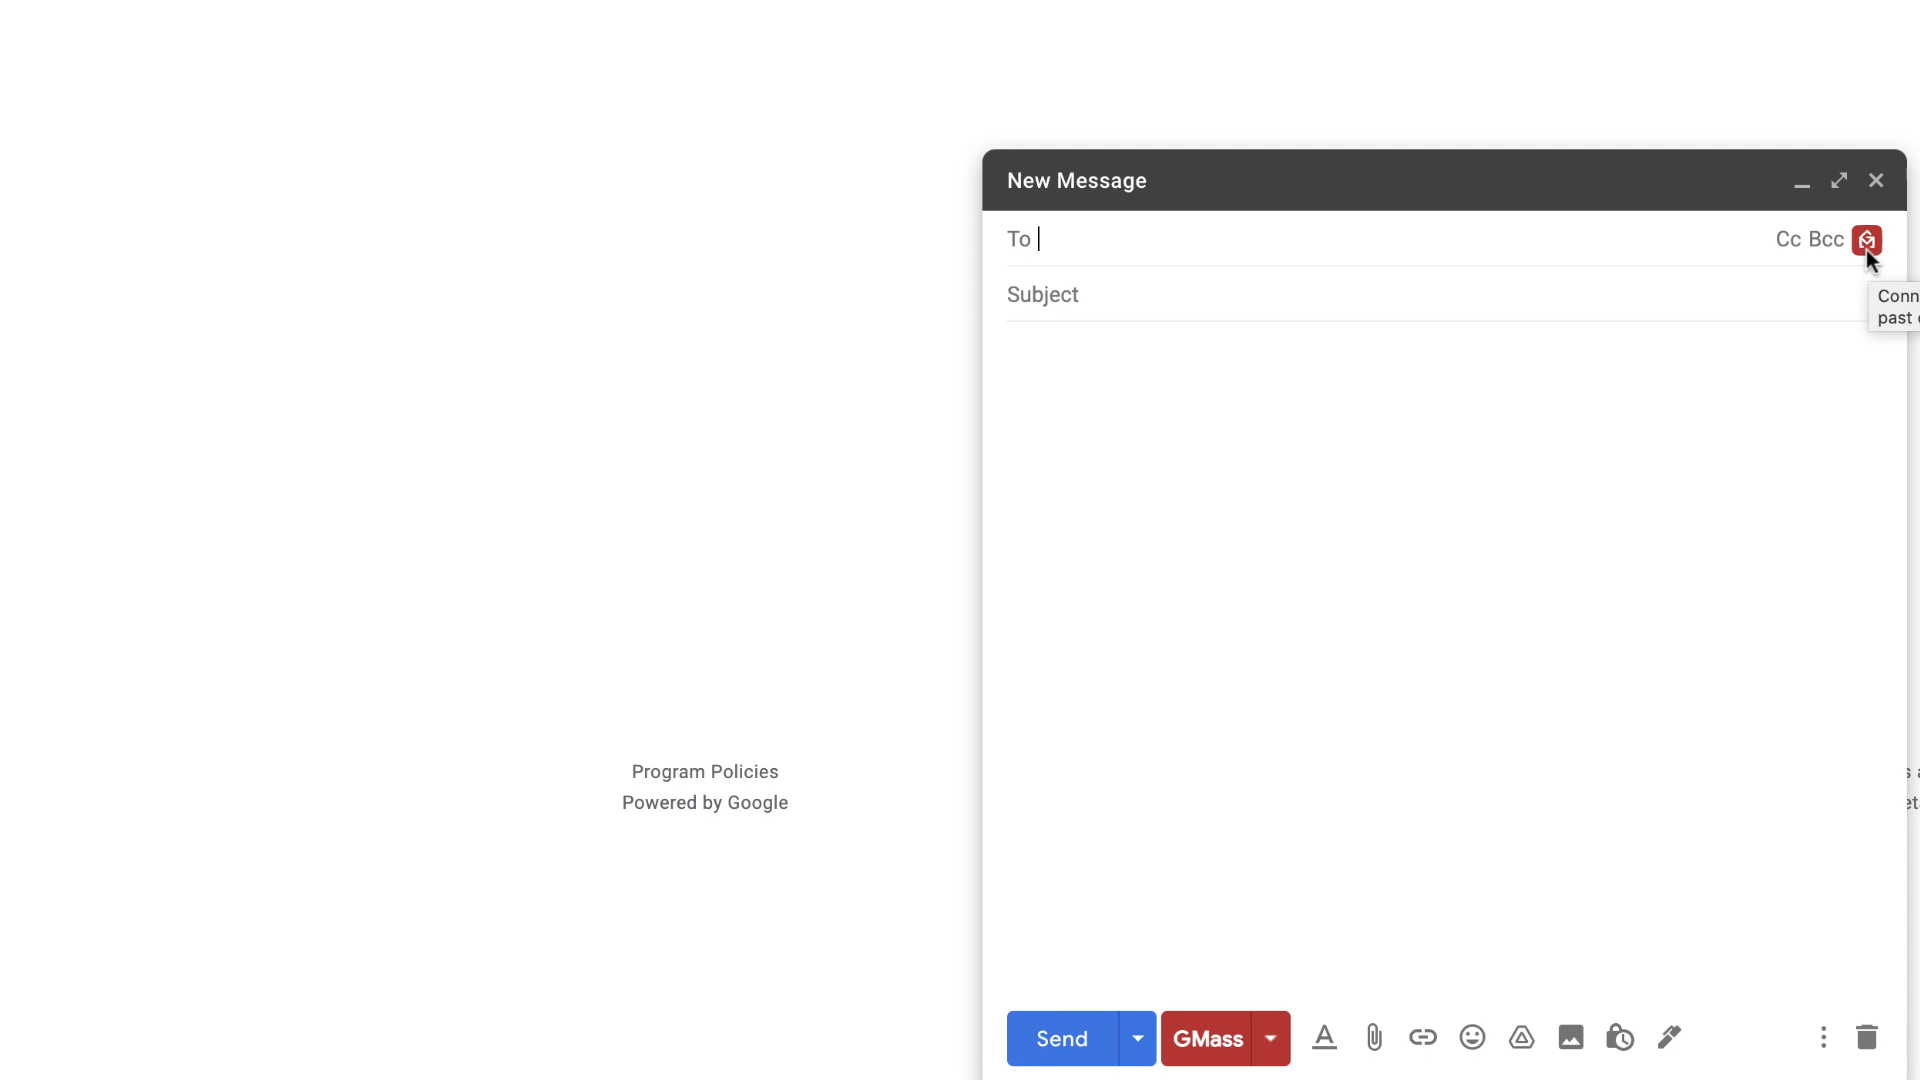 New Message
To
Cc Bcc
Subject
Conn
past
Program Policies
Powered by Google
Send
GMass